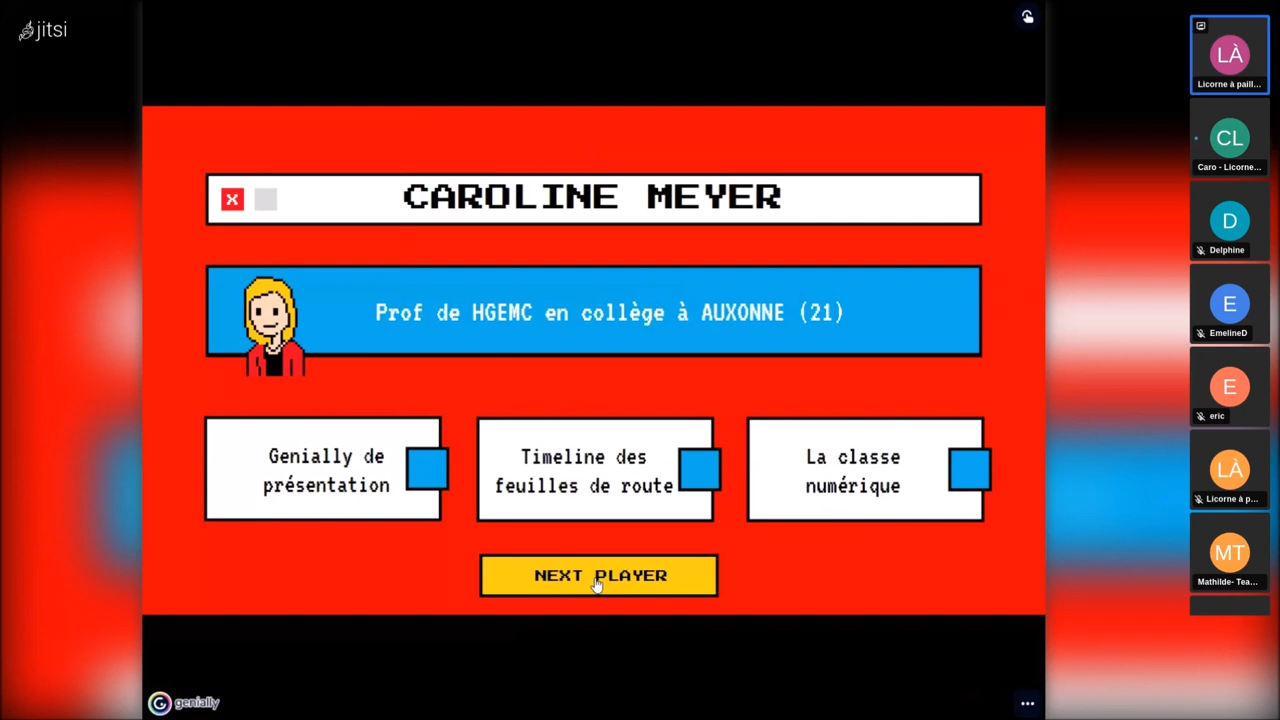 jitsi
CAROLINE MEYER
Prof de HGEMC en collège à AUXONNE (21)
Genially de
présentation
Timeline des
feuilles de route
La classe
numérique
NEXT PLAYER
genially
LÀ
Licorne à paill...
CL
Caro - Licorne...
D
Delphine
E
EmelineD
E
eric
LÀ
Licorne à p...
MT
Mathilde- Tea...